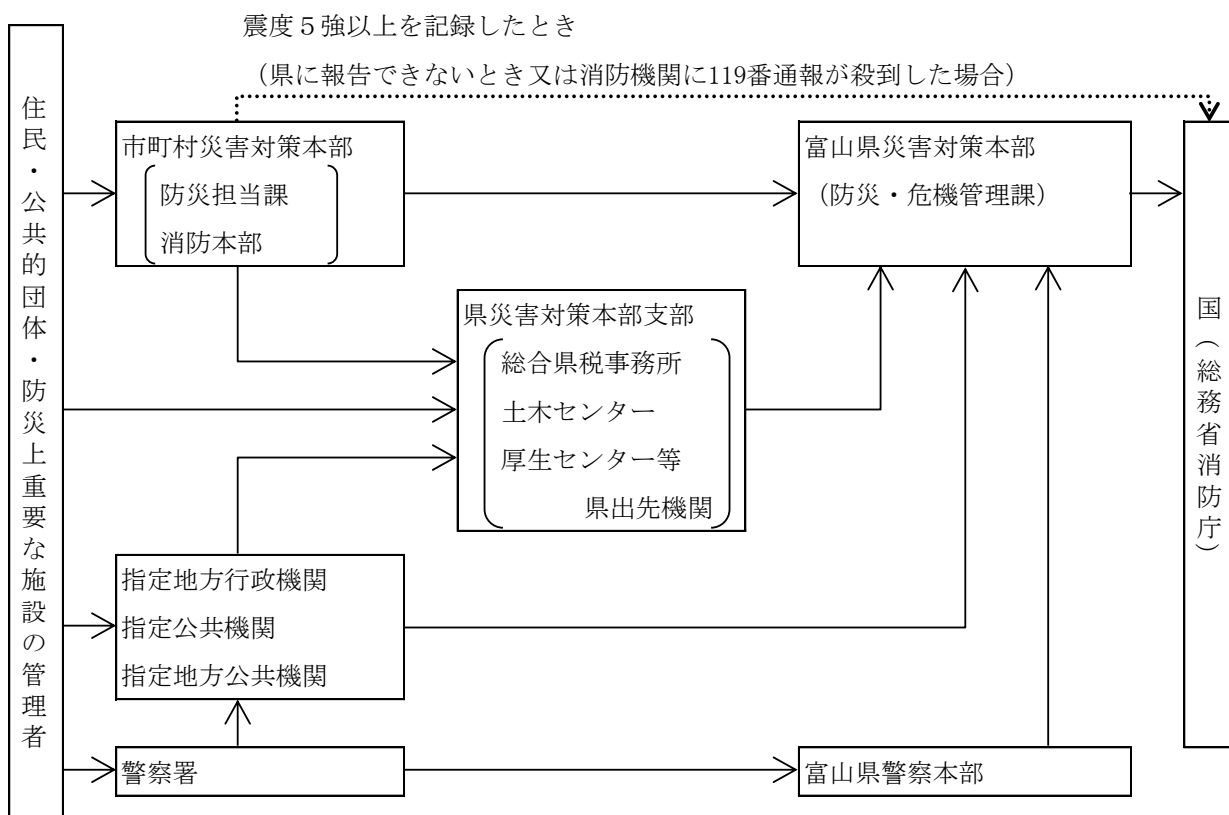 震度５強以上を記録したとき
（県に報告できないとき又は消防機関に119番通報が殺到した場合）
住民・公共的団体・防災上重要な施設の管理者
市町村災害対策本部
防災担当課
消防本部
富山県災害対策本部
（防災・危機管理課）
国（総務省消防庁）
県災害対策本部支部
総合県税事務所
土木センター
厚生センター等
県出先機関
指定地方行政機関
指定公共機関
指定地方公共機関
警察署
富山県警察本部